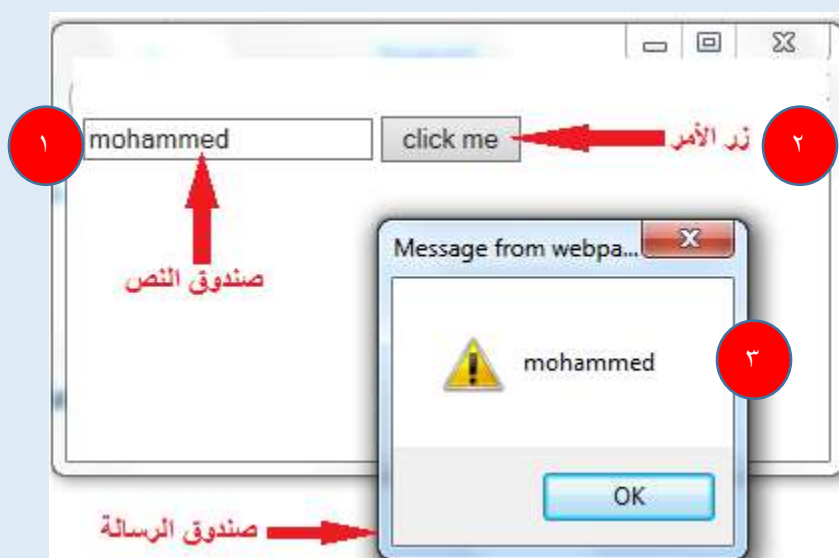 ١
mohammed
click me
زر الأمر
٢
صندوق النص
Message from webpa...
mohammed
٣
OK
صندوق الرسالة